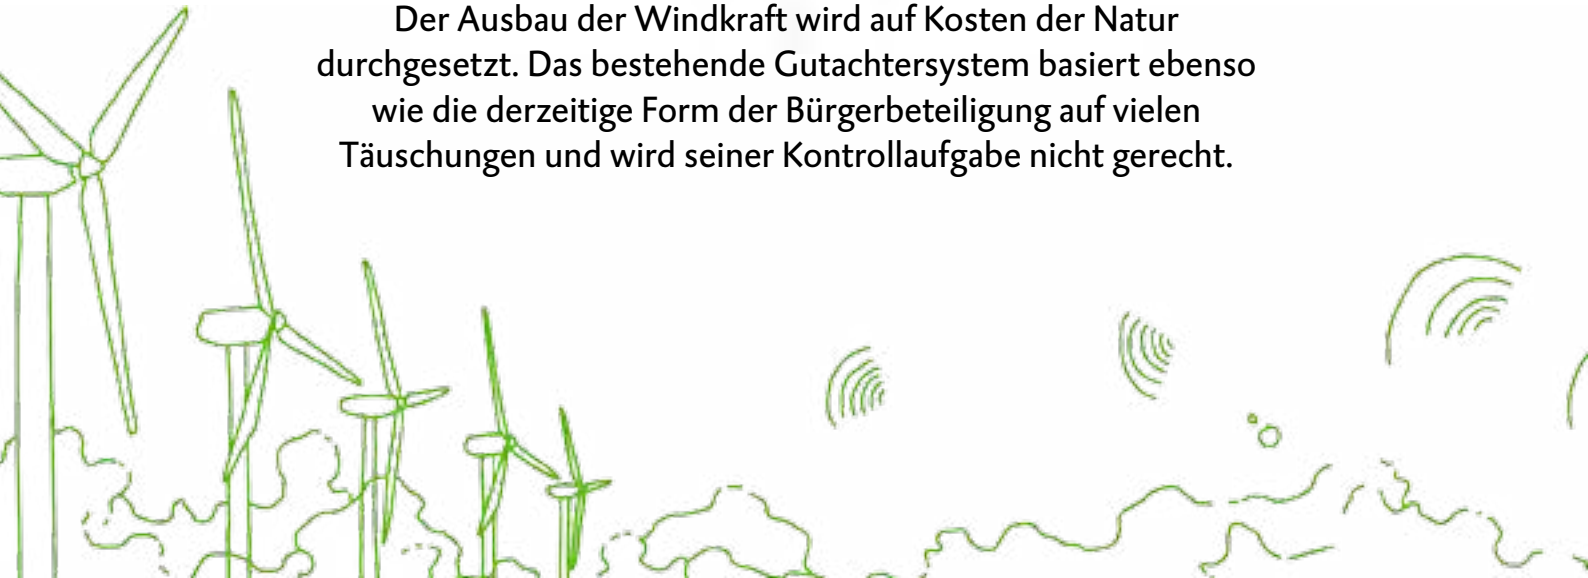 Der Ausbau der Windkraft wird auf Kosten der Natur
durchgesetzt. Das bestehende Gutachtersystem basiert ebenso
wie die derzeitige Form der Bürgerbeteiligung auf vielen
Täuschungen und wird seiner Kontrollaufgabe nicht gerecht.